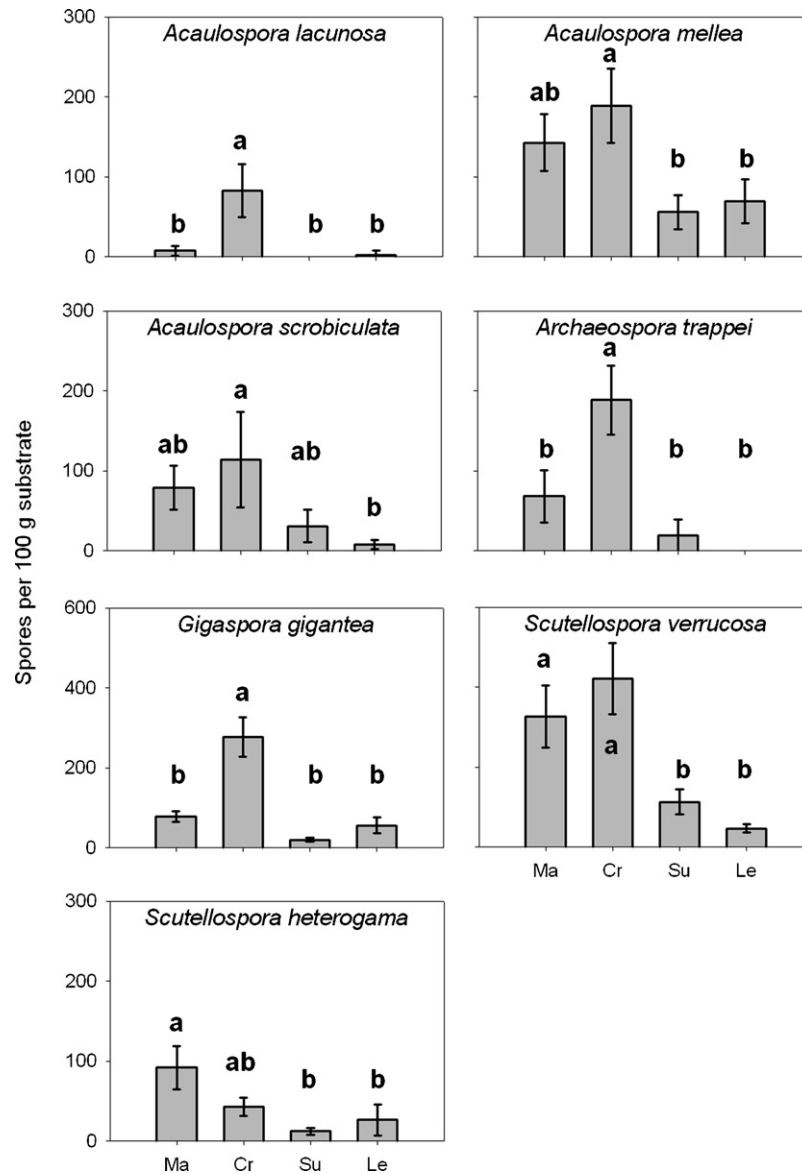 Spores per 100 g substrate
300
200
100
0
Acaulospora lacunosa
b
a
b
b
Acaulospora mellea
ab
a
b
b
300
200
100
0
Acaulospora scrobiculata
ab
a
ab
b
Archaeospora trappei
b
a
b
b
600
400
200
0
Gigaspora gigantea
b
a
b
b
Scutellospora verrucosa
a
a
b
b
Ma Cr Su Le
300
200
100
0
Scutellospora heterogama
a
ab
b
b
Ma Cr Su Le